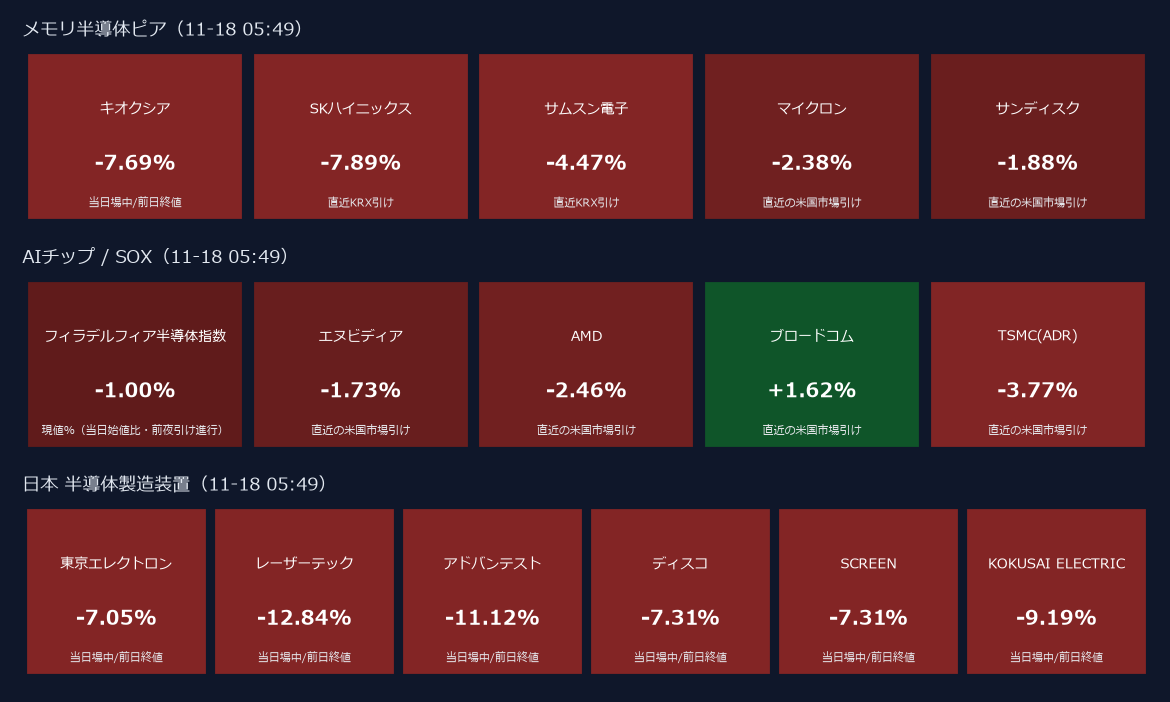 メモリ半導体ピア（11-18 05:49）
キオクシア
-7.69%
当日場中/前日終値
SKハイニックス
-7.89%
直近KRX引け
サムスン電子
-4.47%
直近KRX引け
マイクロン
-2.38%
直近の米国市場引け
サンディスク
-1.88%
直近の米国市場引け
AIチップ / SOX（11-18 05:49）
フィラデルフィア半導体指数
-1.00%
現値%（当日始値比・前夜引け進行）
エヌビディア
-1.73%
直近の米国市場引け
AMD
-2.46%
直近の米国市場引け
ブロードコム
+1.62%
直近の米国市場引け
TSMC(ADR)
-3.77%
直近の米国市場引け
日本 半導体製造装置（11-18 05:49）
東京エレクトロン
-7.05%
当日場中/前日終値
レーザーテック
-12.84%
当日場中/前日終値
アドバンテスト
-11.12%
当日場中/前日終値
ディスコ
-7.31%
当日場中/前日終値
SCREEN
-7.31%
当日場中/前日終値
KOKUSAI ELECTRIC
-9.19%
当日場中/前日終値